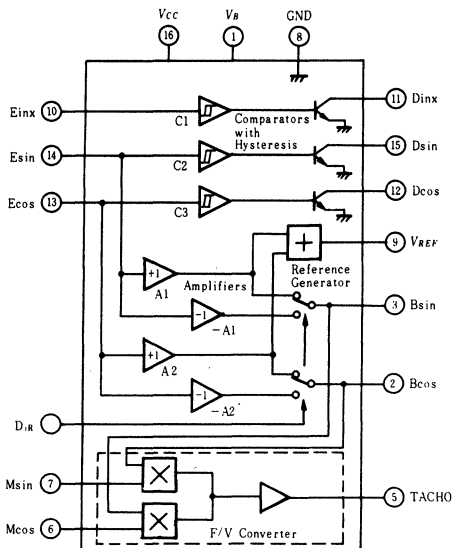 Vcc VB GND
16 1 8
Einx 10 C1 11 Dinx
Comparators
with
Hysteresis
Esin 14 C2 15 Dsin
Ecos 13 C3 12 Dcos
+1 A1 Amplifiers + 9 VREF
Reference
Generator
-1 -A1 3 Bsin
+1 A2
-1 -A2 2 Bcos
DIR
Msin 7 × 5 TACHO
Mcos 6 × F/V Converter